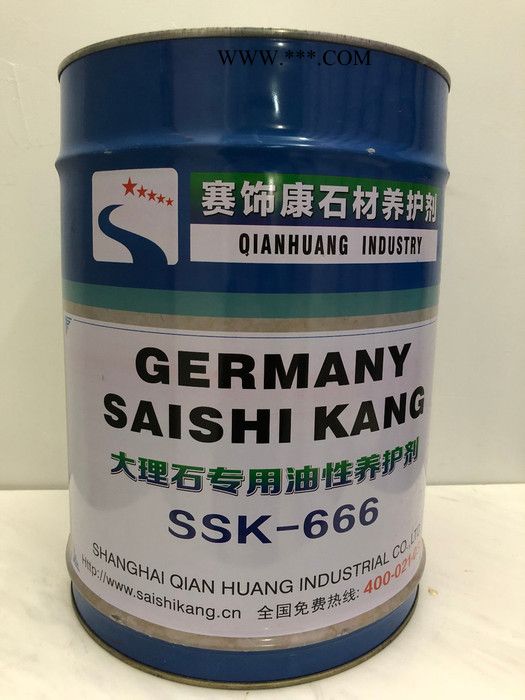 WWW.***.COM
赛饰康石材养护剂
QIANHUANG INDUSTRY
GERMANY
SAISHI KANG
大理石专用油性养护剂
SSK-666
SHANGHAI QIAN HUANG INDUSTRIAL CO.,LTD
Http://www.saishikang.cn 全国免费热线: 400-021-